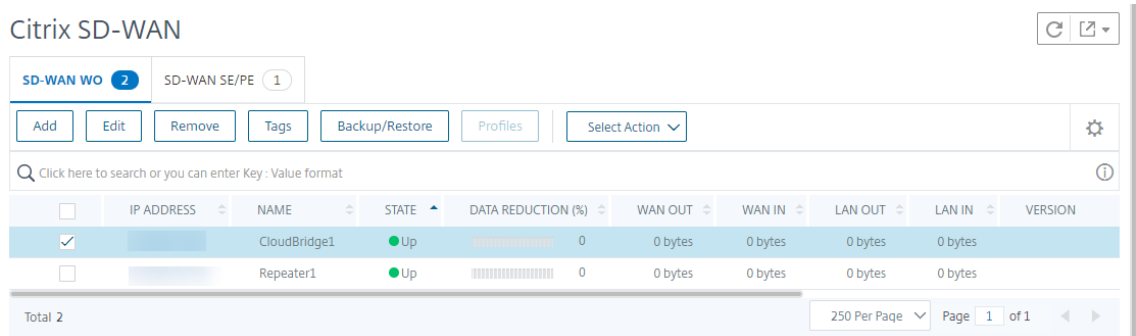 Citrix SD-WAN
SD-WAN WO 2 SD-WAN SE/PE 1
Add Edit Remove Tags Backup/Restore Profiles Select Action
Click here to search or you can enter Key : Value format
IP ADDRESS NAME STATE DATA REDUCTION (%) WAN OUT WAN IN LAN OUT LAN IN VERSION
CloudBridge1 Up 0 0 bytes 0 bytes 0 bytes 0 bytes
Repeater1 Up 0 0 bytes 0 bytes 0 bytes 0 bytes
Total 2 250 Per Page Page 1 of 1